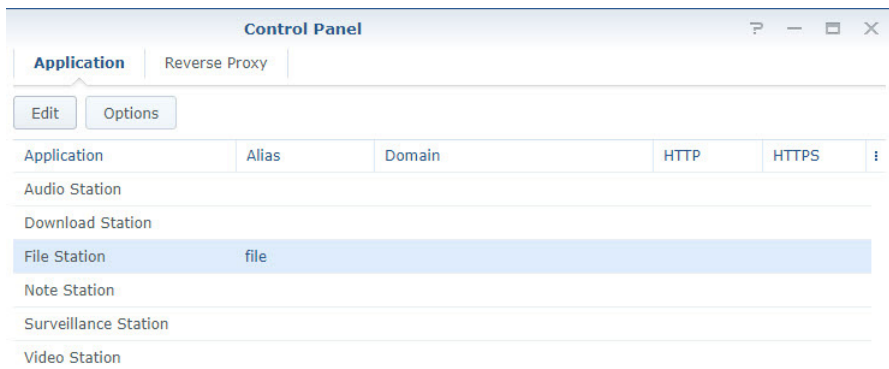 Control Panel
Application Reverse Proxy
Edit Options
Application Alias Domain HTTP HTTPS
Audio Station
Download Station
File Station file
Note Station
Surveillance Station
Video Station